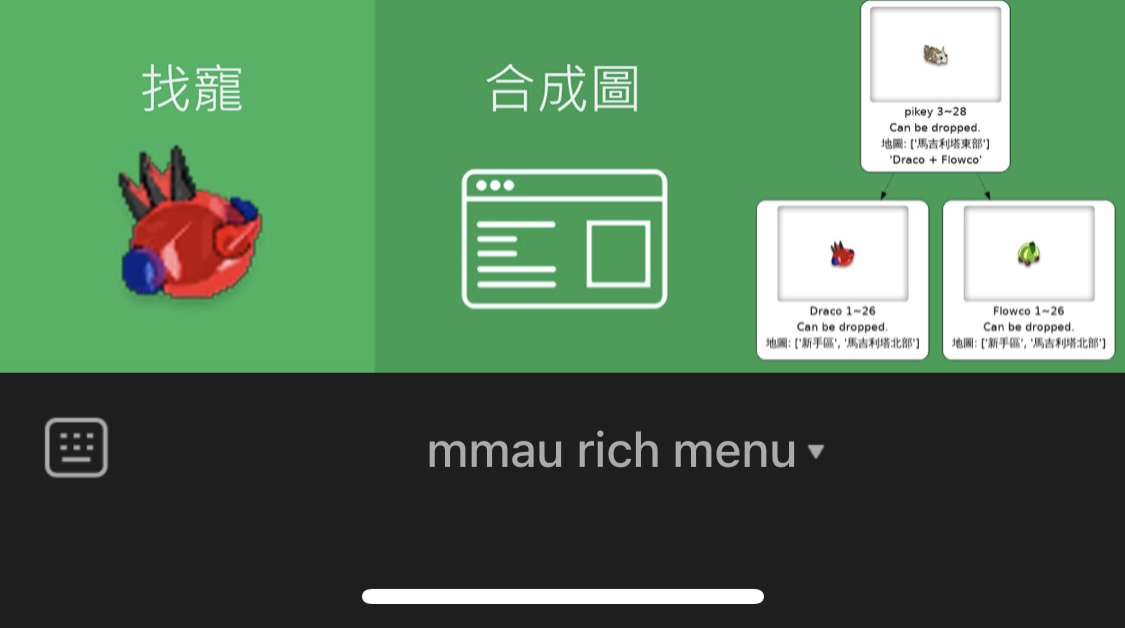 找寵
合成圖
pikey 3~28
Can be dropped.
地圖: ['馬吉利塔東部']
'Draco + Flowco'
Draco 1~26
Can be dropped.
地圖: ['新手區', '馬吉利塔北部']
Flowco 1~26
Can be dropped.
地圖: ['新手區', '馬吉利塔北部']
mmau rich menu